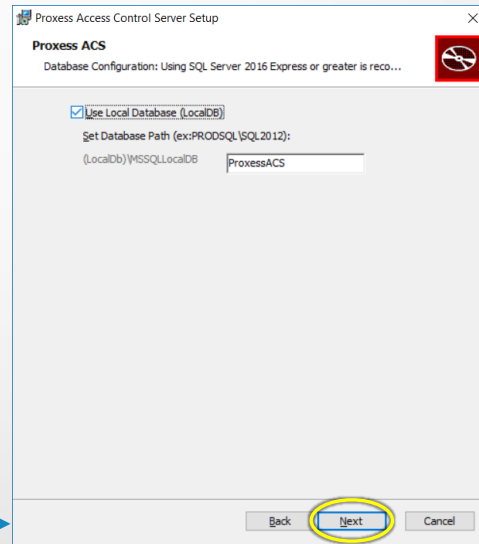 Proxess Access Control Server Setup
Proxess ACS
Database Configuration: Using SQL Server 2016 Express or greater is reco...
Use Local Database (LocalDB)
Set Database Path (ex:PRODSQL\SQL2012):
(LocalDb)\MSSQLLocalDB ProxessACS
Back Next Cancel